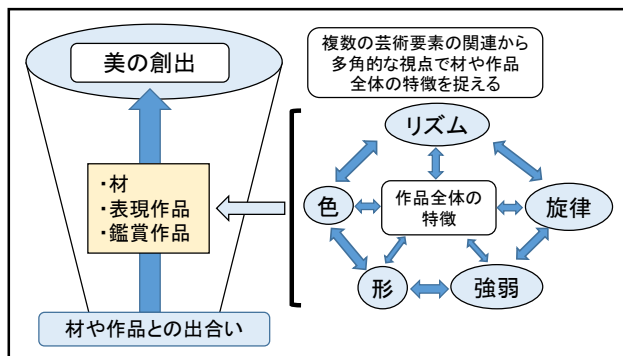 美の創出
・材
・表現作品
・鑑賞作品
材や作品との出合い
複数の芸術要素の関連から
多角的な視点で材や作品
全体の特徴を捉える
リズム
色
作品全体の
特徴
旋律
形
強弱